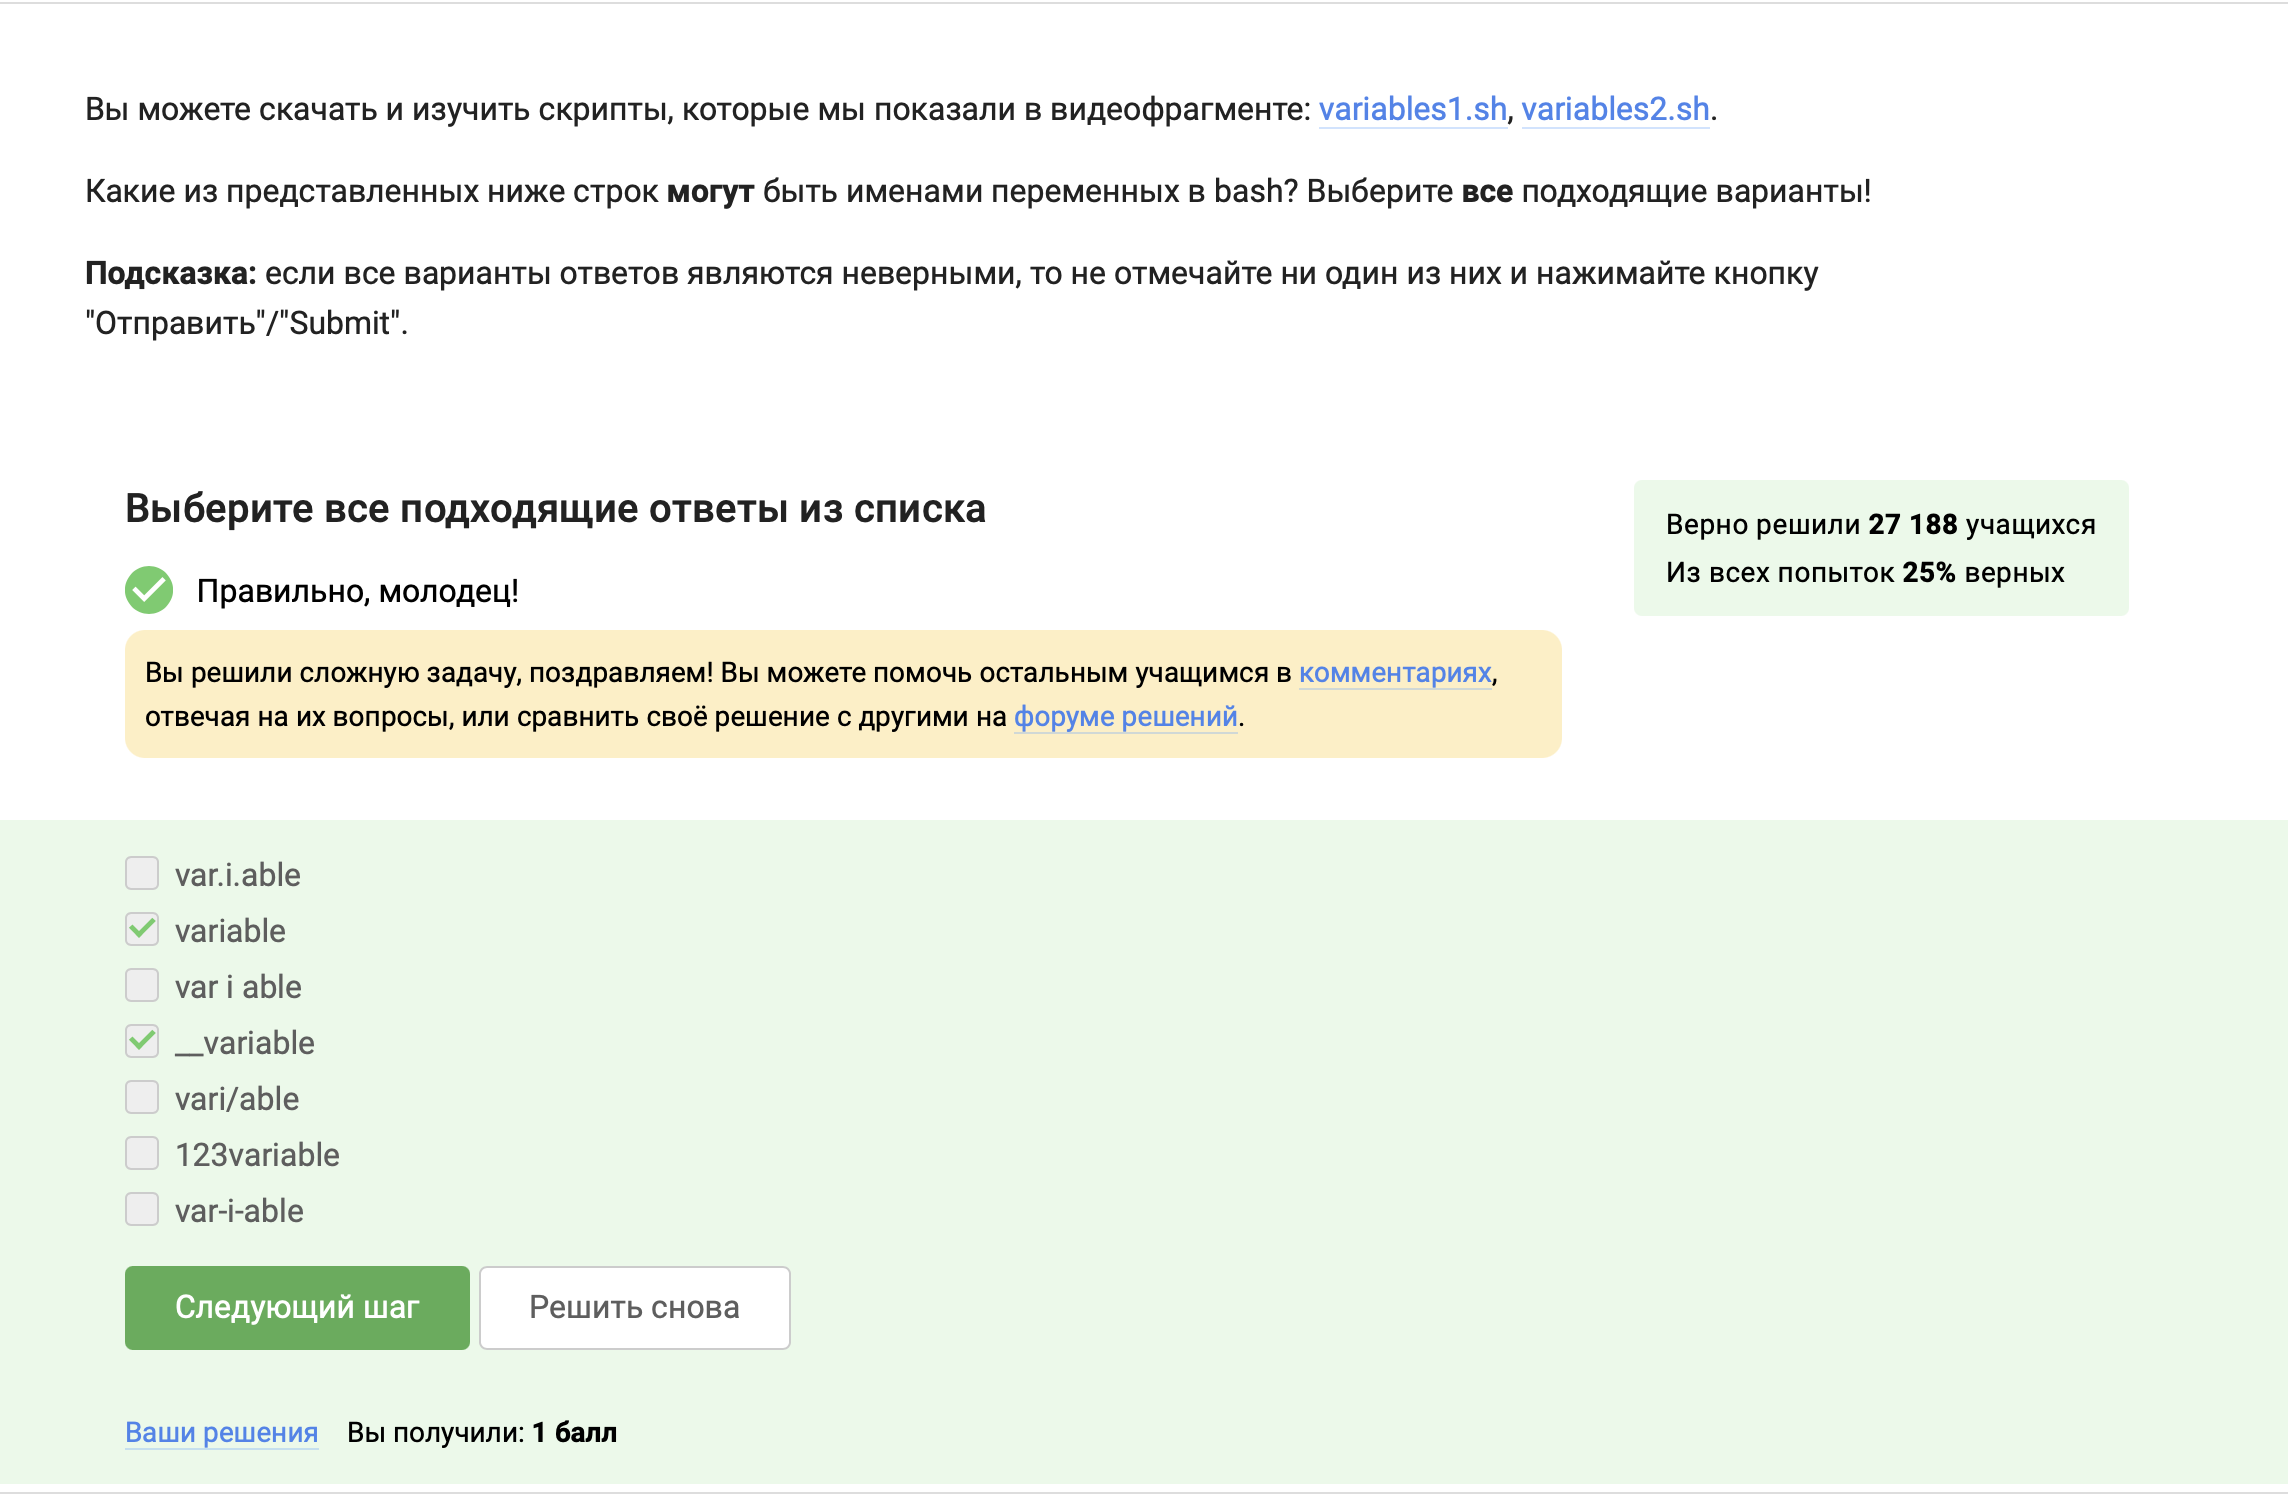 Вы можете скачать и изучить скрипты, которые мы показали в видеофрагменте: variables1.sh, variables2.sh.
Какие из представленных ниже строк могут быть именами переменных в bash? Выберите все подходящие варианты!
Подсказка: если все варианты ответов являются неверными, то не отмечайте ни один из них и нажимайте кнопку
"Отправить"/"Submit".
Выберите все подходящие ответы из списка
Верно решили 27 188 учащихся
Из всех попыток 25% верных
Правильно, молодец!
Вы решили сложную задачу, поздравляем! Вы можете помочь остальным учащимся в комментариях,
отвечая на их вопросы, или сравнить своё решение с другими на форуме решений.
var.i.able
variable
var i able
__variable
vari/able
123variable
var-i-able
Следующий шаг
Решить снова
Ваши решения Вы получили: 1 балл